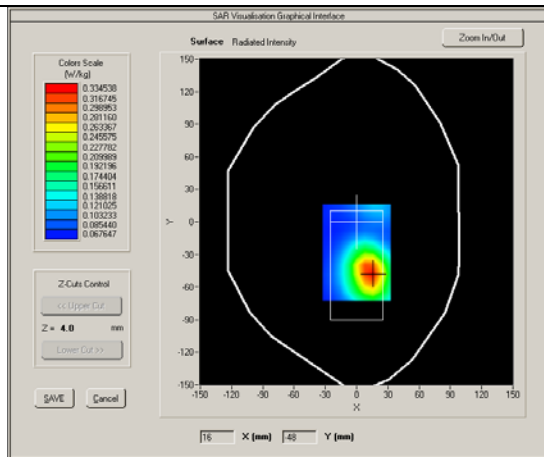 SAR Visualisation Graphical Interface
Surface Radiated Intensity
Zoom In/Out
Colors Scale
(W/kg)
0.334538
0.316745
0.298953
0.281160
0.263367
0.245575
0.227782
0.209989
0.192196
0.174404
0.156611
0.138818
0.121025
0.103233
0.085440
0.067647
Z-Cuts Control
<< Upper Cut
Z = 4.0 mm
Lower Cut >>
SAVE Cancel
150
120
90
60
30
0
-30
-60
-90
-120
-150
Y
-150 -120 -90 -60 -30 0 30 60 90 120 150
X
16 X (mm) -48 Y (mm)